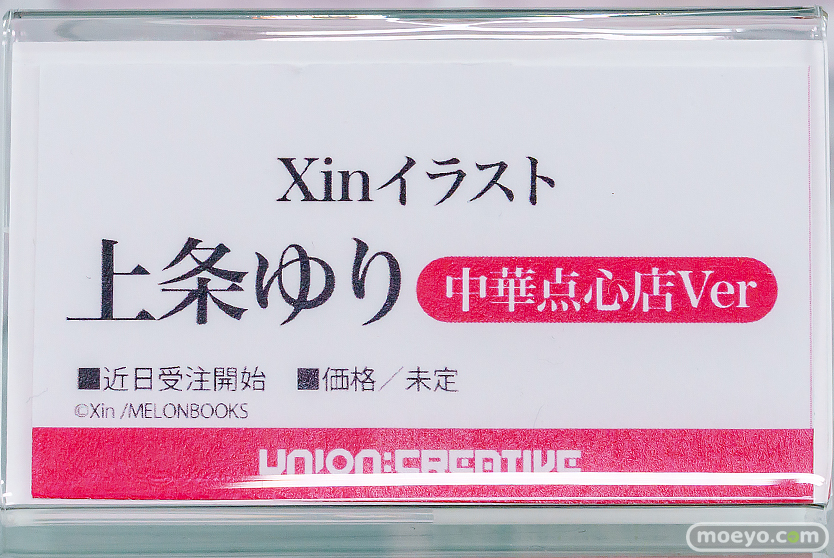 Xinイラスト
上条ゆり 中華点心店Ver
■近日受注開始 ■価格／未定
©Xin /MELONBOOKS
UNION:CREATIVE
moeyo.com